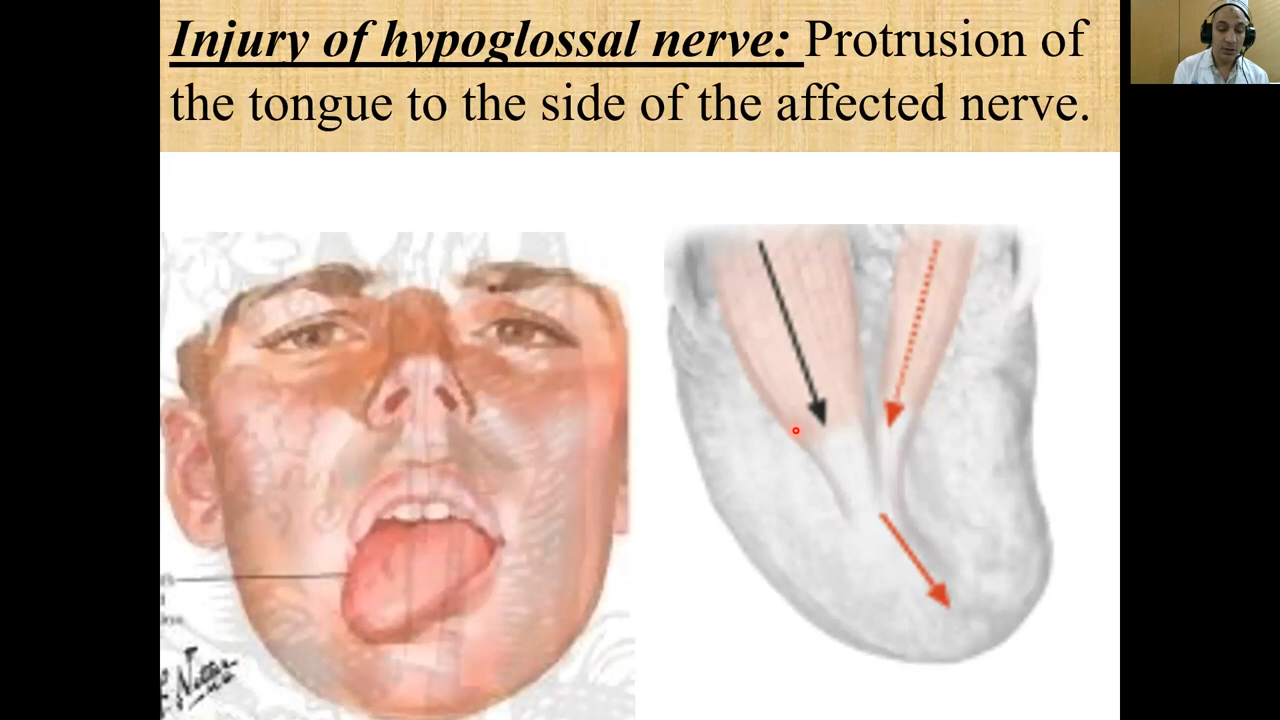 Injury of hypoglossal nerve: Protrusion of
the tongue to the side of the affected nerve.